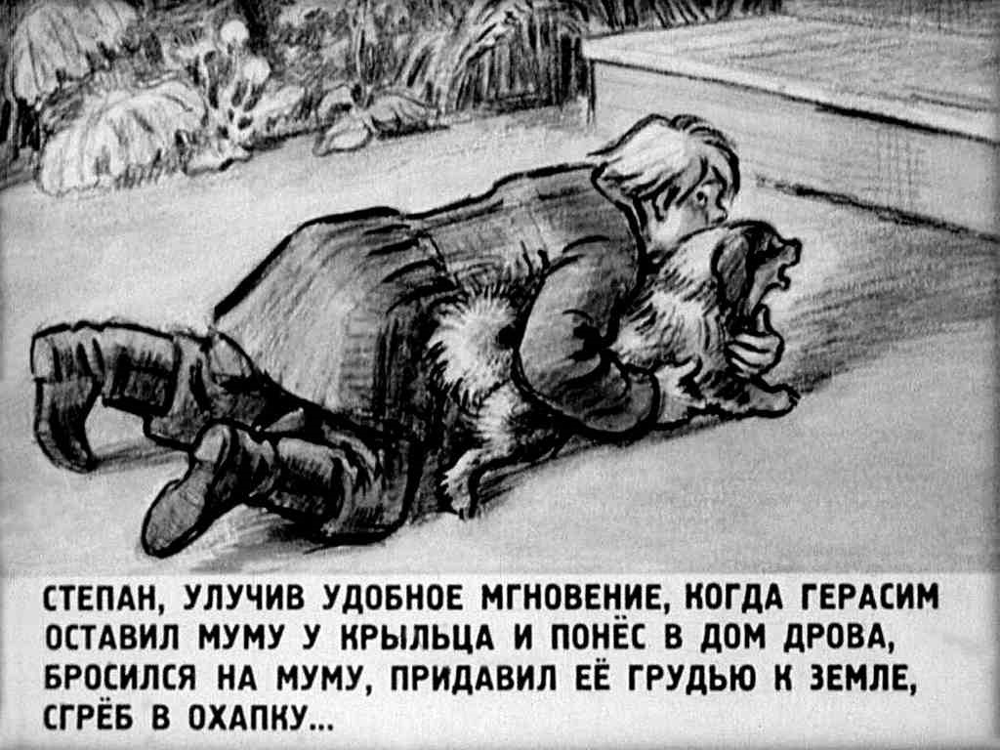 СТЕПАН, УЛУЧИВ УДОБНОЕ МГНОВЕНИЕ, КОГДА ГЕРАСИМ
ОСТАВИЛ МУМУ У КРЫЛЬЦА И ПОНЁС В ДОМ ДРОВА,
БРОСИЛСЯ НА МУМУ, ПРИДАВИЛ ЕЁ ГРУДЬЮ К ЗЕМЛЕ,
СГРЁБ В ОХАПКУ...